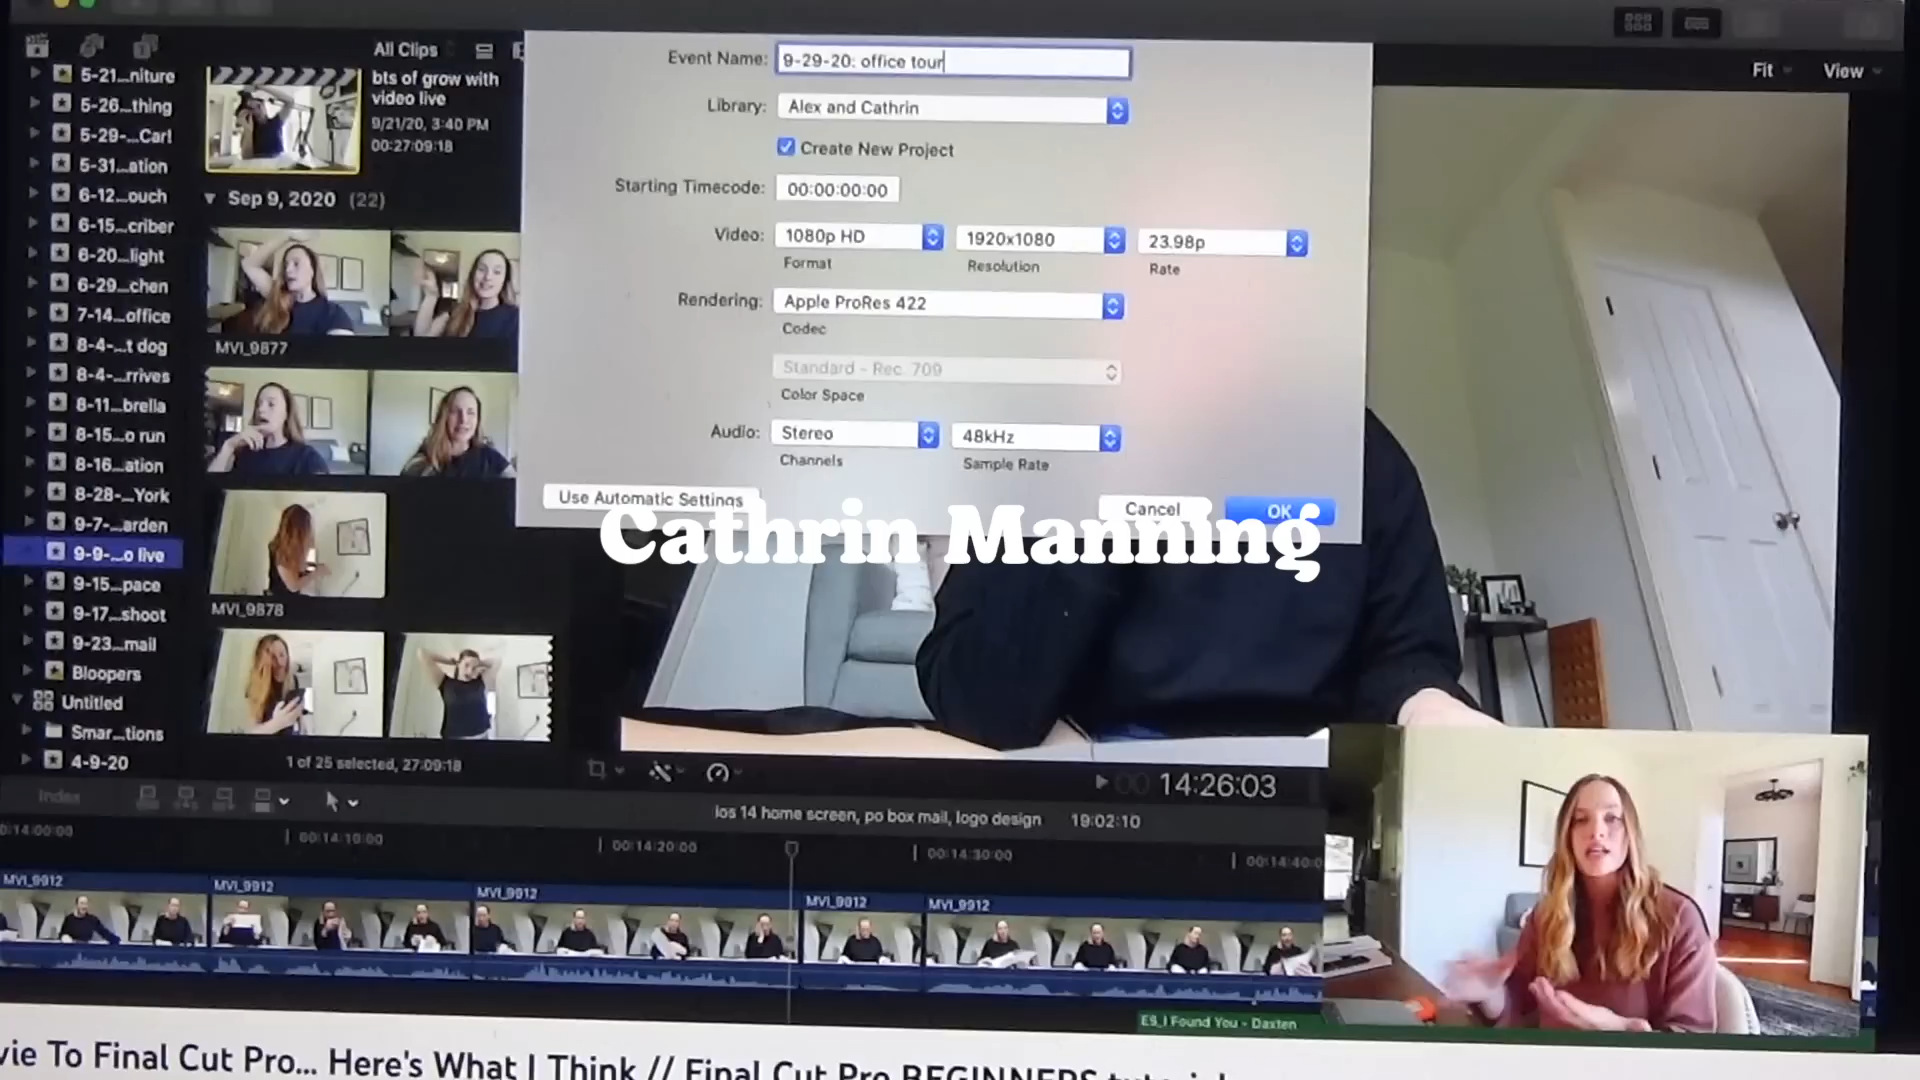 All Clips
Fit
View
5-21...niture
5-26...thing
5-29-...Carl
5-31...ation
6-12...ouch
6-15...criber
6-20...light
6-29...chen
7-14...office
8-4-...t dog
8-4-...rrives
8-11...brella
8-15...o run
8-16...ation
8-28-...York
9-7-...arden
9-9-...o live
9-15...pace
9-17...shoot
9-23...mail
Bloopers
Untitled
Smar...tions
4-9-20
bts of grow with
video live
9/21/20, 3:40 PM
00:27:09:18
Sep 9, 2020 (22)
MVI_9877
MVI_9878
1 of 25 selected, 27:09:18
Event Name: 9-29-20: office tour
Library: Alex and Cathrin
Create New Project
Starting Timecode: 00:00:00:00
Video: 1080p HD 1920x1080 23.98p
Format Resolution Rate
Rendering: Apple ProRes 422
Codec
Standard - Rec. 709
Color Space
Audio: Stereo 48kHz
Channels Sample Rate
Use Automatic Settings Cancel OK
Cathrin Manning
14:26:03
Index
ios 14 home screen, po box mail, logo design 19:02:10
00:14:10:00
00:14:20:00
00:14:30:00
MVI_9912
MVI_9912
MVI_9912
MVI_9912
MVI_9912
ES_I Found You - Daxten
vie To Final Cut Pro... Here's What I Think // Final Cut Pro BEGINNERS tutorial